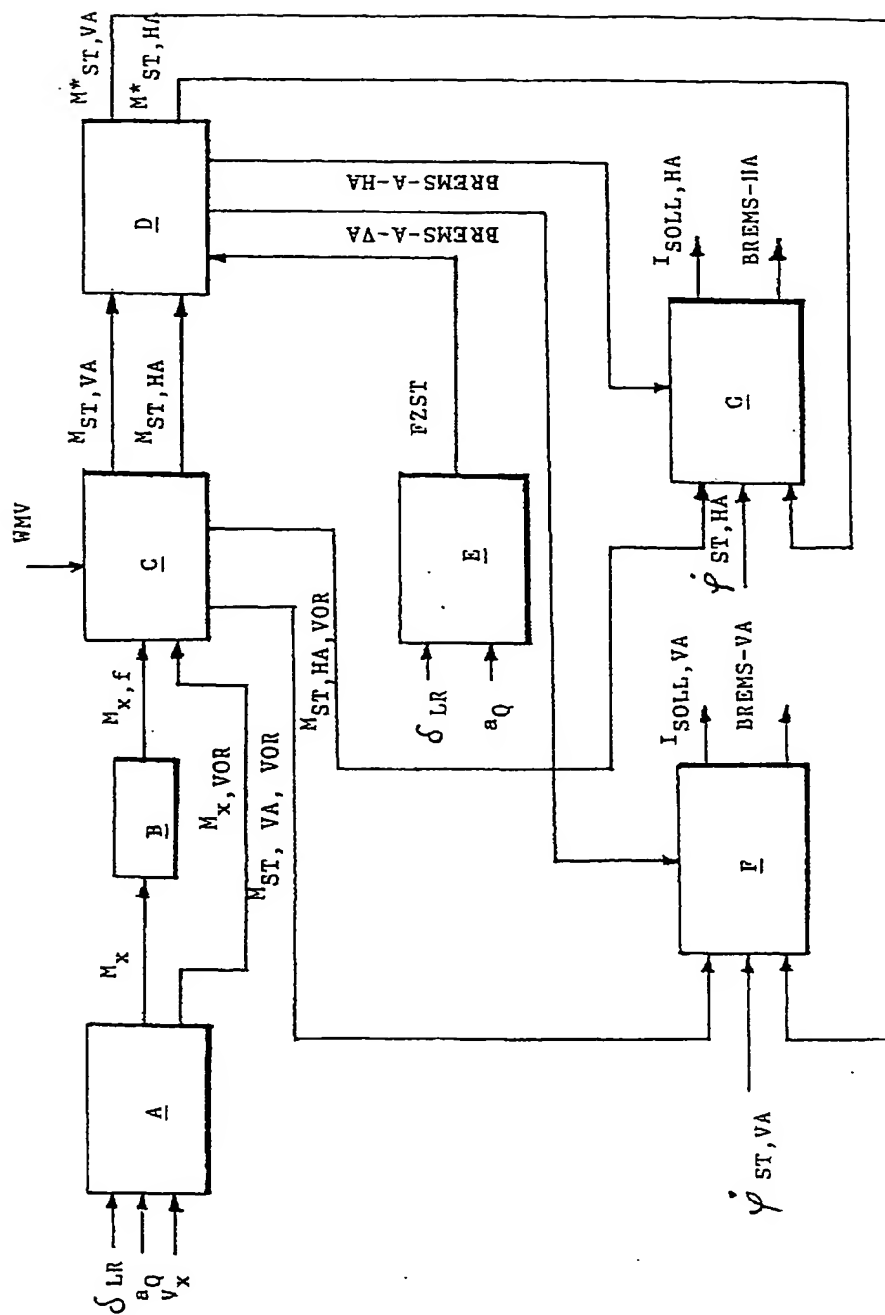 δ LR
aQ
Vx
A
Mx
B
Mx,f
Mx,VOR
WMV
C
MST,VA
MST,HA
D
M*ST,VA
M*ST,HA
MST, VA, VOR
MST,HA,VOR
BREMS-A-VA
BREMS-A-HA
δ LR
aQ
E
FZST
φ̇ ST,VA
F
ISOLL,VA
BREMS-VA
φ̇ ST,HA
G
ISOLL,HA
BREMS-HA